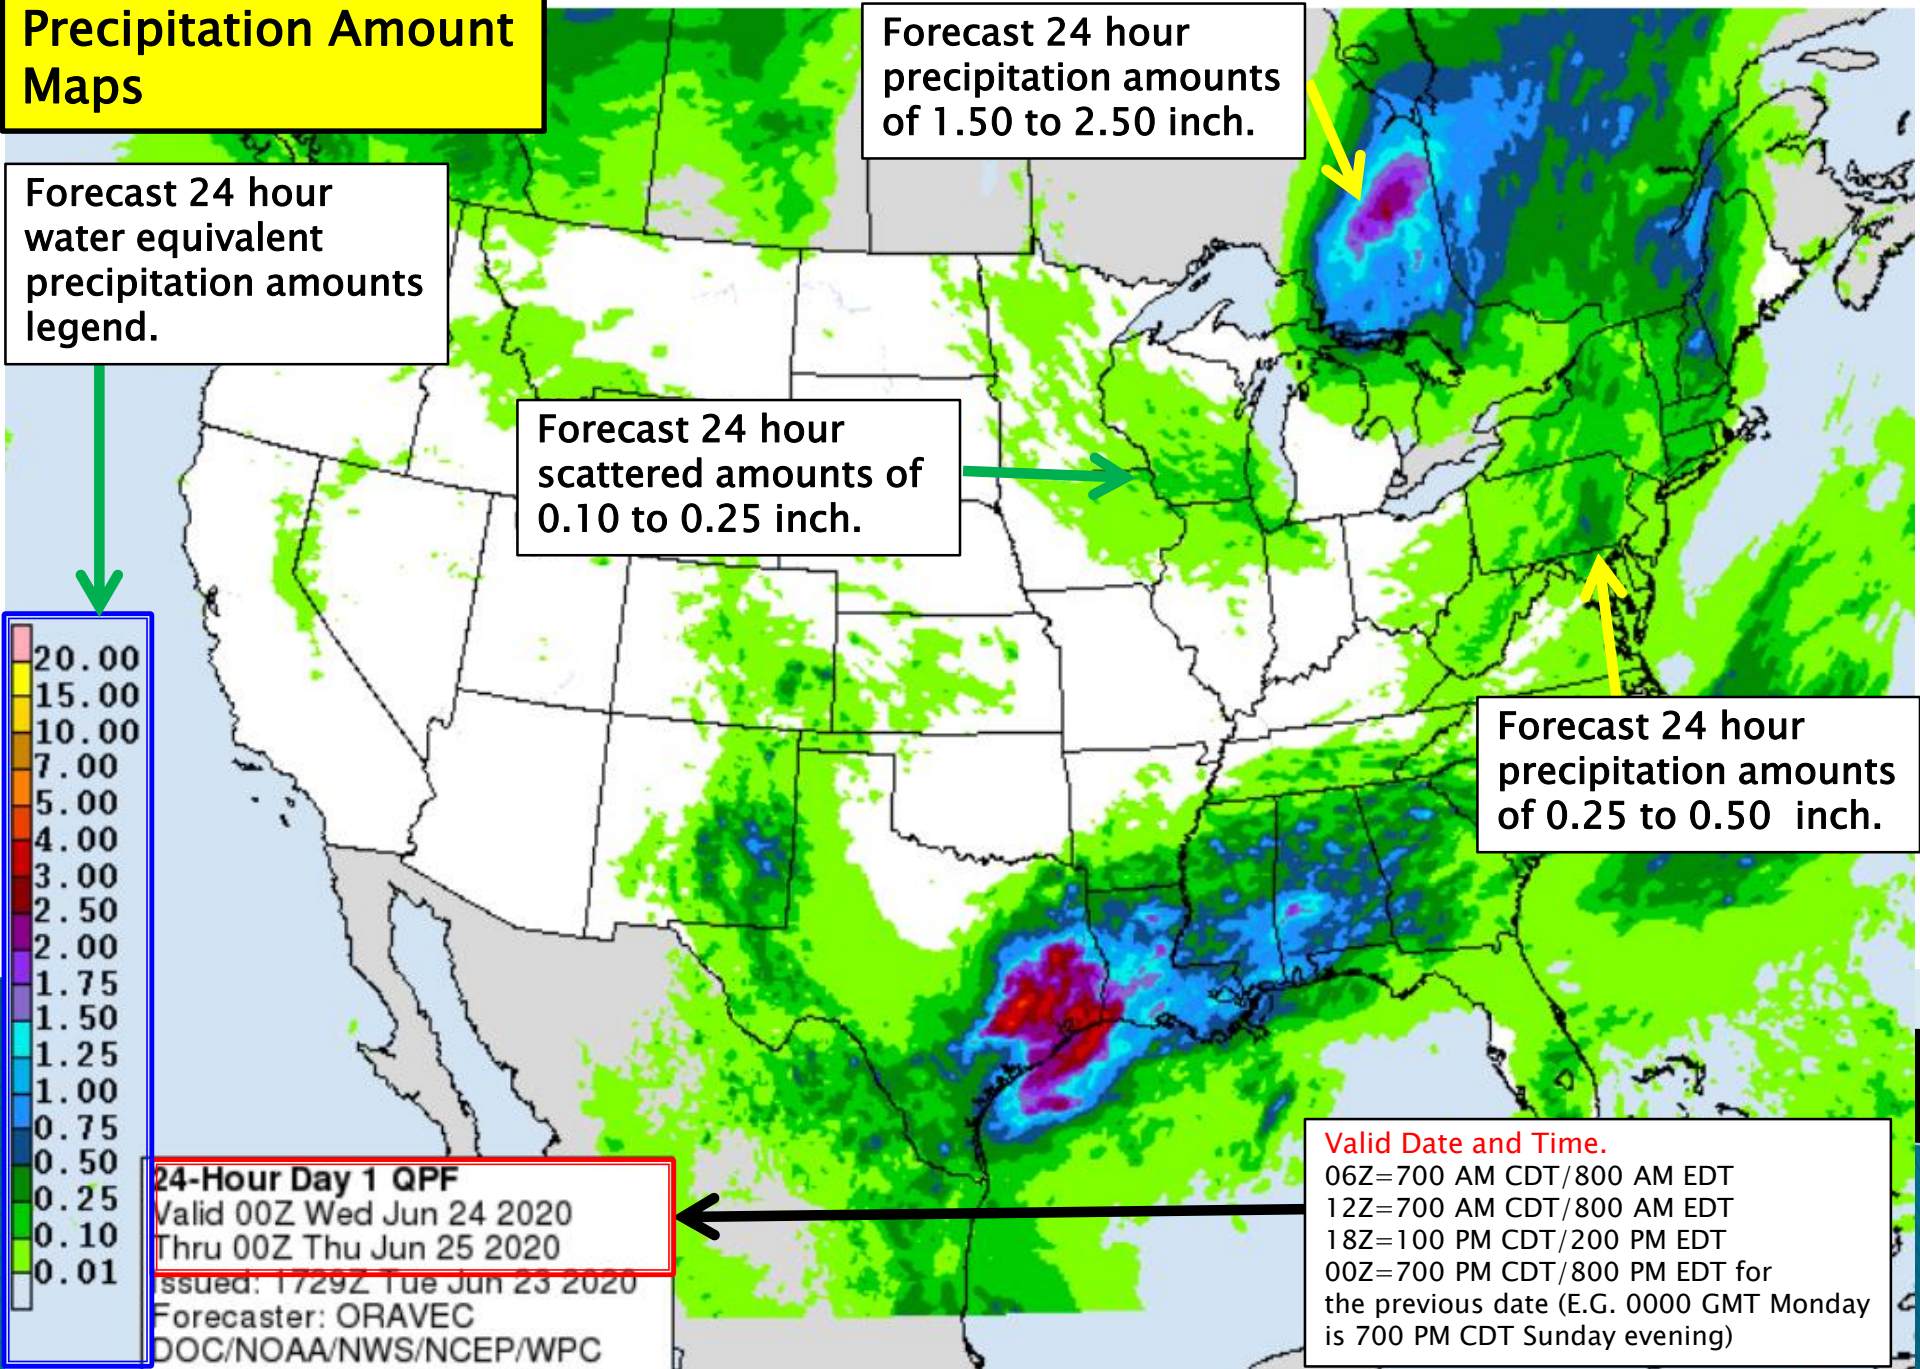 Precipitation Amount
Maps
Forecast 24 hour
precipitation amounts
of 1.50 to 2.50 inch.
Forecast 24 hour
water equivalent
precipitation amounts
legend.
Forecast 24 hour
scattered amounts of
0.10 to 0.25 inch.
Forecast 24 hour
precipitation amounts
of 0.25 to 0.50 inch.
20.00
15.00
10.00
7.00
5.00
4.00
3.00
2.50
2.00
1.75
1.50
1.25
1.00
0.75
0.50
0.25
0.10
0.01
24-Hour Day 1 QPF
Valid 00Z Wed Jun 24 2020
Thru 00Z Thu Jun 25 2020
Issued: 1729Z Tue Jun 23 2020
Forecaster: ORAVEC
DOC/NOAA/NWS/NCEP/WPC
Valid Date and Time.
06Z=700 AM CDT/800 AM EDT
12Z=700 AM CDT/800 AM EDT
18Z=100 PM CDT/200 PM EDT
00Z=700 PM CDT/800 PM EDT for
the previous date (E.G. 0000 GMT Monday
is 700 PM CDT Sunday evening)